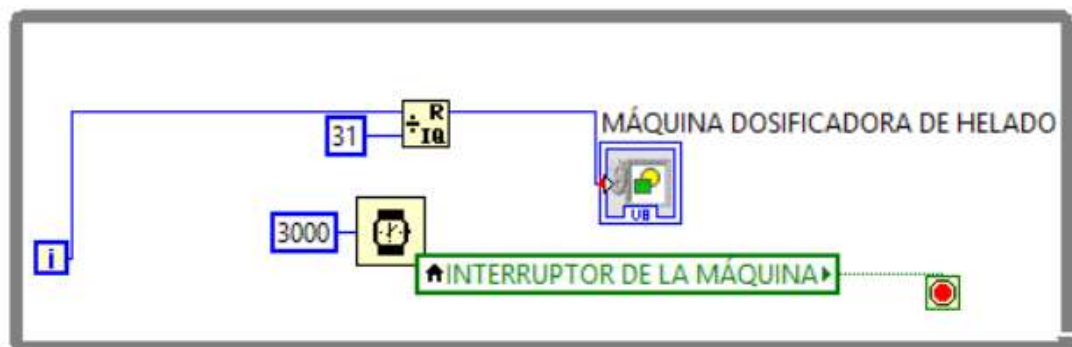 R
IQ
31
MÁQUINA DOSIFICADORA DE HELADO
U8
3000
i
INTERRUPTOR DE LA MÁQUINA